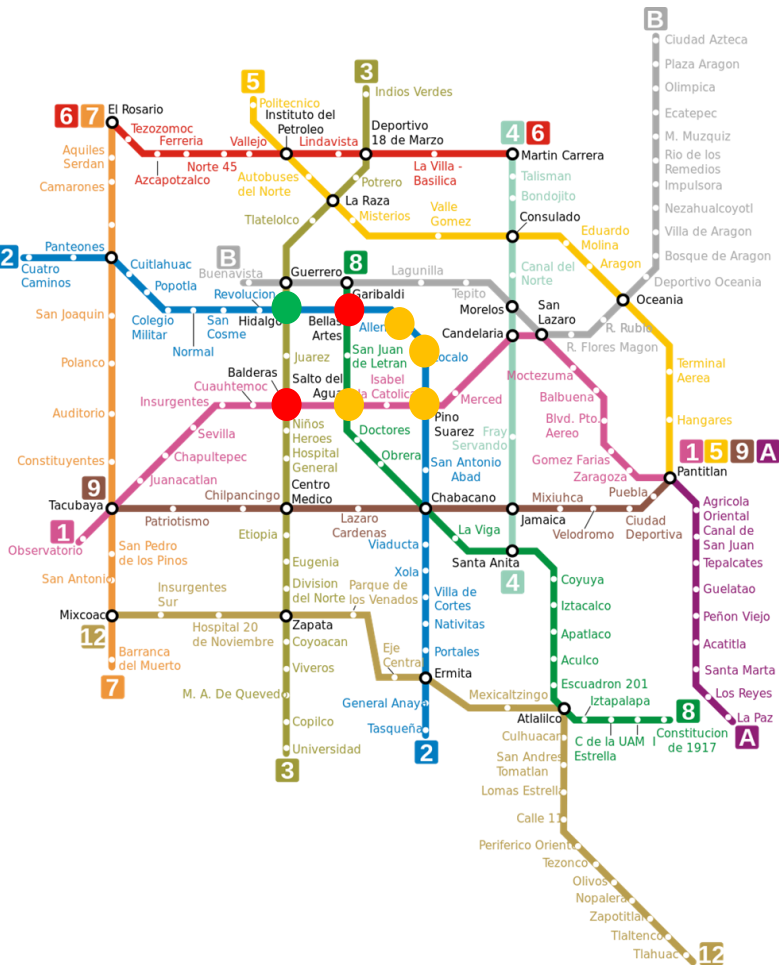 B
Ciudad Azteca
Plaza Aragon
Olimpica
Ecatepec
M. Muzquiz
Rio de los
Remedios
Impulsora
Nezahualcoyotl
Villa de Aragon
Bosque de Aragon
Deportivo Oceania
3
Indios Verdes
5
Politecnico
Instituto del
Petroleo
Deportivo
18 de Marzo
El Rosario
6 7
Tezozomoc
Ferreria
Vallejo
Lindavista
4 6
Martin Carrera
Aquiles
Serdan
Azcapotzalco
Norte 45
La Villa -
Basilica
Camarones
Autobuses
del Norte
Potrero
Talisman
Bondojito
La Raza
Tlatelolco
Misterios
Valle
Gomez
Consulado
Eduardo
Molina
Aragon
Oceania
2
Panteones
Cuatro
Caminos
Cuitlahuac
Popotla
Colegio
Militar
Normal
San
Cosme
Revolucion
Hidalgo
B
Buenavista
Guerrero
8
Garibaldi
Lagunilla
Tepito
Canal del
Norte
Morelos
San
Lazaro
R. Rubio
R. Flores Magon
Candelaria
Bellas
Artes
San Juan
de Letran
San Joaquin
Polanco
Auditorio
Constituyentes
Juarez
Balderas
Cuauhtemoc
Insurgentes
Sevilla
Chapultepec
Juanacatlan
Salto del
Isabel
Pino
Suarez
Merced
Moctezuma
Balbuena
Blvd. Pto.
Aereo
Gomez Farias
Zaragoza
Terminal
Aerea
Hangares
1 5 9 A
Pantitlan
Niños
Heroes
Hospital
General
Doctores
Obrera
San Antonio
Abad
Fray
Servando
9
Tacubaya
1
Observatorio
Patriotismo
Chilpancingo
Centro
Medico
Lazaro
Cardenas
Chabacano
Jamaica
Mixiuhca
Velodromo
Ciudad
Deportiva
Puebla
Agricola
Oriental
Canal de
San Juan
Tepalcates
Guelatao
Peñon Viejo
Acatitla
Santa Marta
Los Reyes
La Paz
A
San Pedro
de los Pinos
San Antonio
Mixcoac
12
Barranca
del Muerto
7
Insurgentes
Sur
Hospital 20
de Noviembre
Etiopia
Eugenia
Division
del Norte
Zapata
Parque de
los Venados
Eje
Central
Coyoacan
Viveros
M. A. De Quevedo
Copilco
Universidad
3
Viaducta
Xola
Villa de
Cortes
Nativitas
Portales
Ermita
General Anaya
Tasqueña
2
La Viga
Santa Anita
4
Coyuya
Iztacalco
Apatlaco
Aculco
Escuadron 201
Mexicaltzingo
Atlalilco
Iztapalapa
8
C de la
Estrella
UAM I
Constitucion
de 1917
Culhuacan
San Andres
Tomatlan
Lomas Estrella
Calle 11
Periferico Oriente
Tezonco
Olivos
Nopalera
Zapotitlan
Tlaltenco
Tlahuac
12